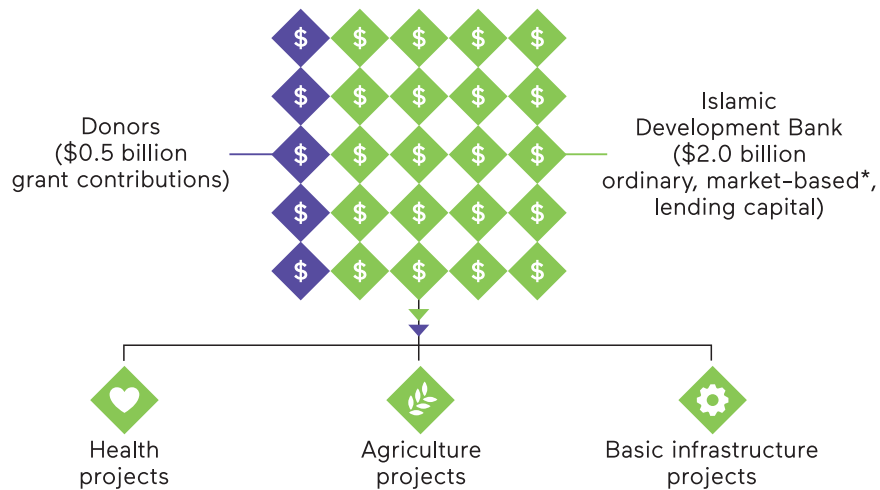 $ $ $ $ $
$ $ $ $ $
$ $ $ $ $
$ $ $ $ $
$ $ $ $ $
Donors
($0.5 billion
grant contributions)
Islamic
Development Bank
($2.0 billion
ordinary, market-based*,
lending capital)
Health
projects
Agriculture
projects
Basic infrastructure
projects